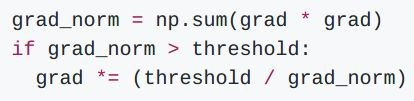 grad_norm = np.sum(grad * grad)
if grad_norm > threshold:
  grad *= (threshold / grad_norm)